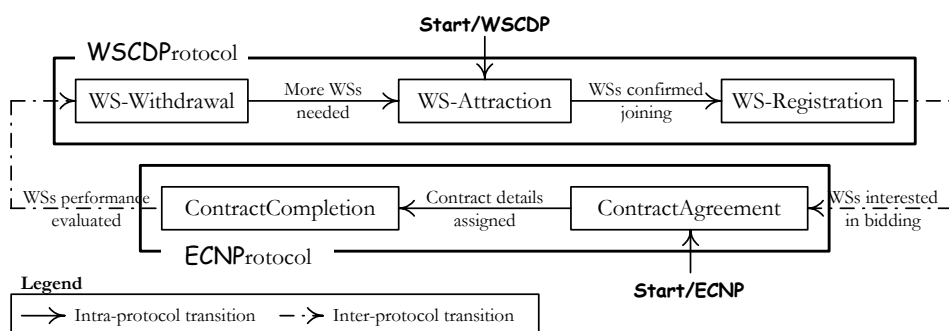 Start/WSCDP
WSCDProtocol
WS-Withdrawal
More WSs
needed
WS-Attraction
WSs confirmed
joining
WS-Registration
WSs performance
evaluated
ContractCompletion
Contract details
assigned
ContractAgreement
WSs interested
in bidding
ECNProtocol
Start/ECNP
Legend
Intra-protocol transition
Inter-protocol transition